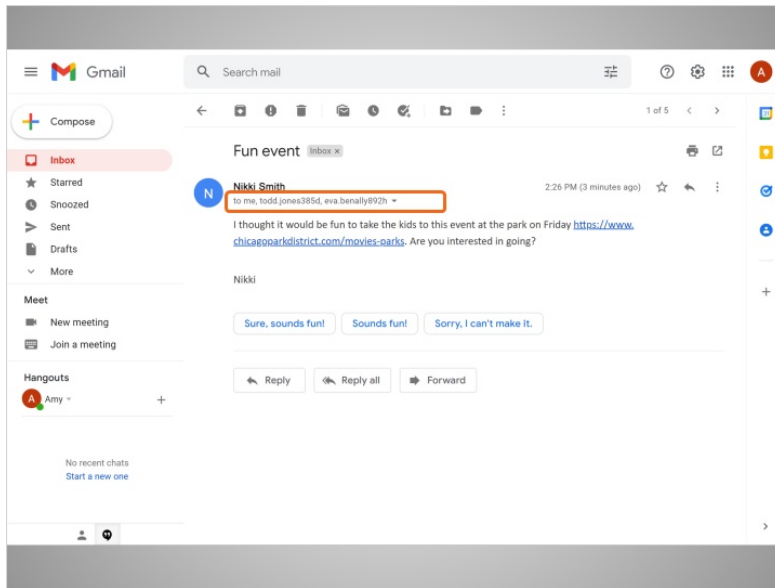 Gmail
Search mail
A
Compose
1 of 5
Inbox
Starred
Snoozed
Sent
Drafts
More
Meet
New meeting
Join a meeting
Hangouts
A
Amy
No recent chats
Start a new one
Fun event Inbox x
N
Nikki Smith
2:26 PM (3 minutes ago)
to me, todd.jones385d, eva.benally892h
I thought it would be fun to take the kids to this event at the park on Friday https://www.
chicagoparkdistrict.com/movies-parks. Are you interested in going?
Nikki
Sure, sounds fun! Sounds fun! Sorry, I can't make it.
Reply Reply all Forward